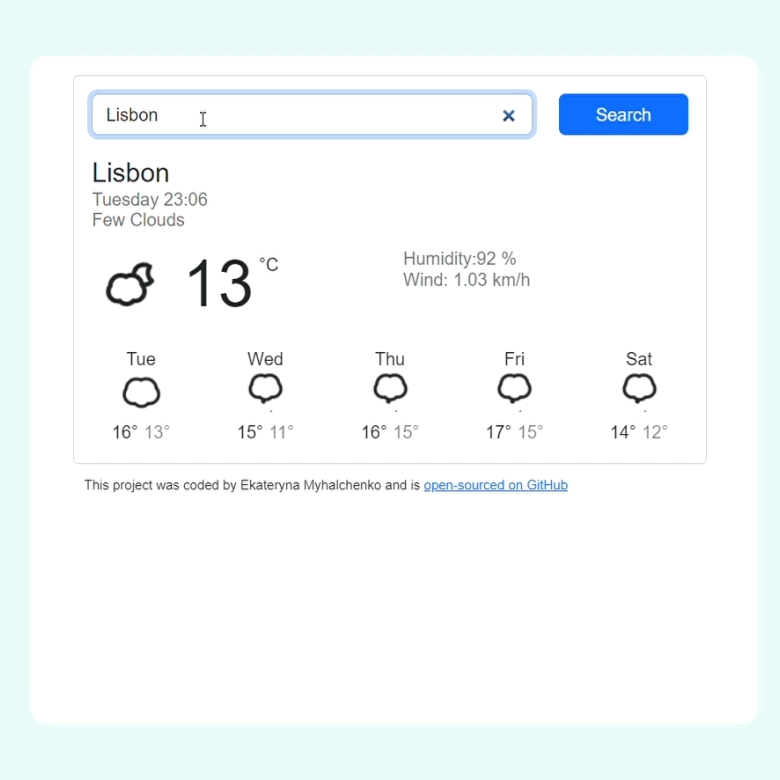 Lisbon
Search
Lisbon
Tuesday 23:06
Few Clouds
13 °C
Humidity:92 %
Wind: 1.03 km/h
Tue Wed Thu Fri Sat
16° 13° 15° 11° 16° 15° 17° 15° 14° 12°
This project was coded by Ekateryna Myhalchenko and is open-sourced on GitHub